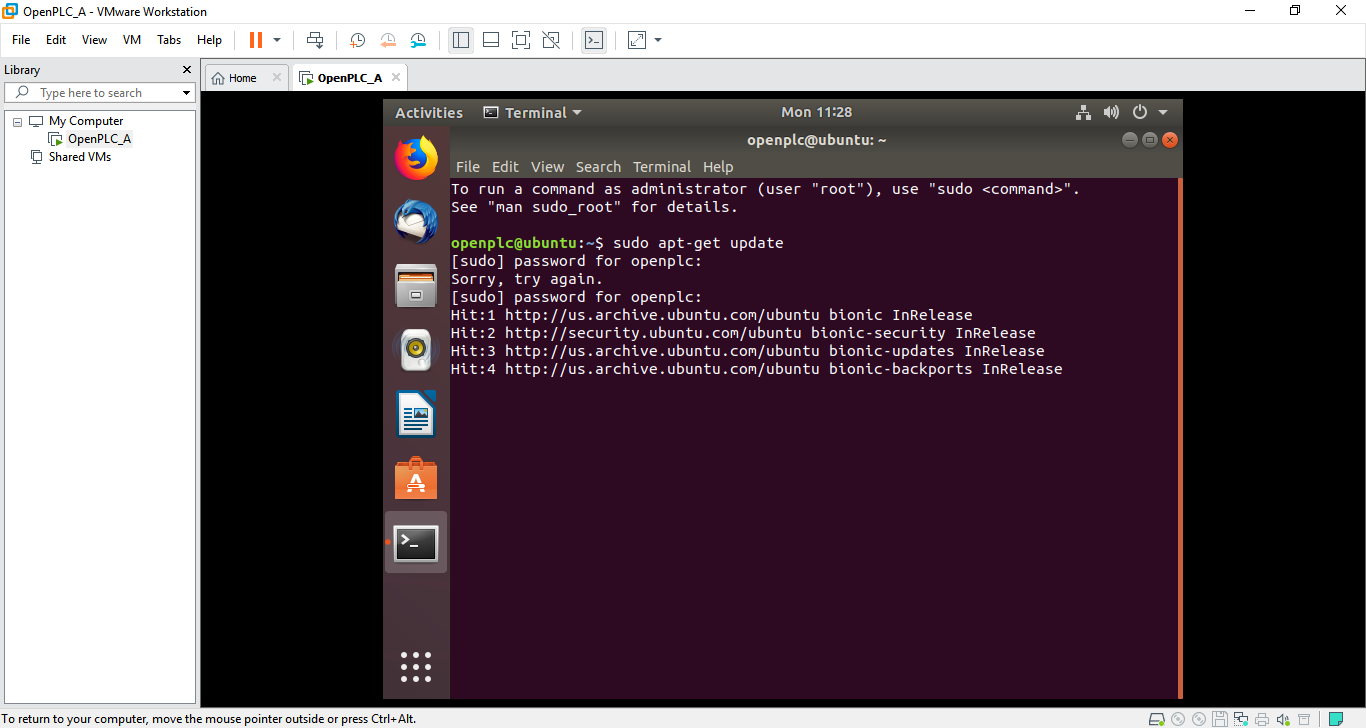 OpenPLC_A - VMware Workstation
File Edit View VM Tabs Help
Library
Type here to search
My Computer
OpenPLC_A
Shared VMs
Home
OpenPLC_A
Activities Terminal Mon 11:28
openplc@ubuntu: ~
File Edit View Search Terminal Help
To run a command as administrator (user "root"), use "sudo <command>".
See "man sudo_root" for details.
openplc@ubuntu:~$ sudo apt-get update
[sudo] password for openplc:
Sorry, try again.
[sudo] password for openplc:
Hit:1 http://us.archive.ubuntu.com/ubuntu bionic InRelease
Hit:2 http://security.ubuntu.com/ubuntu bionic-security InRelease
Hit:3 http://us.archive.ubuntu.com/ubuntu bionic-updates InRelease
Hit:4 http://us.archive.ubuntu.com/ubuntu bionic-backports InRelease
To return to your computer, move the mouse pointer outside or press Ctrl+Alt.